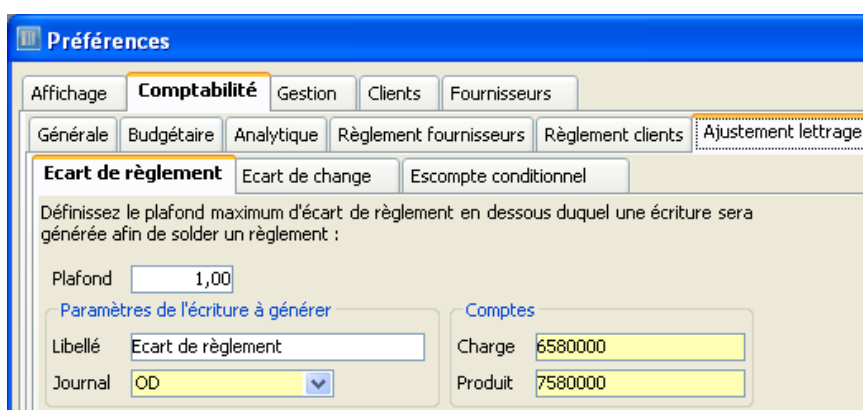 Préférences
Affichage Comptabilité Gestion Clients Fournisseurs
Générale Budgétaire Analytique Règlement fournisseurs Règlement clients Ajustement lettrage
Ecart de règlement Ecart de change Escompte conditionnel
Définissez le plafond maximum d'écart de règlement en dessous duquel une écriture sera
générée afin de solder un règlement :
Plafond 1,00
Paramètres de l'écriture à générer Comptes
Libellé Ecart de règlement Charge 6580000
Journal OD Produit 7580000